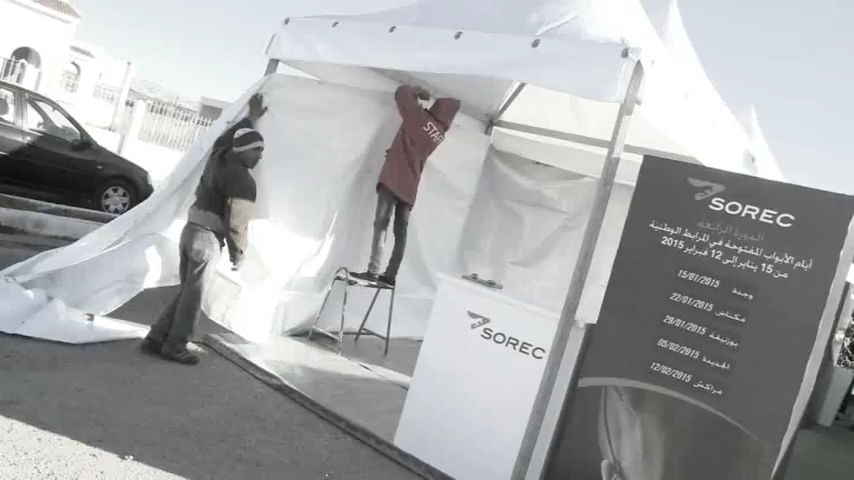 STAFF
SOREC
SOREC
الدورة الرابعة
أيام الأبواب المفتوحة في المرابط الوطنية
من 15 يناير إلى 12 فبراير 2015
وجدة 15/01/2015
مكناس 22/01/2015
بوزنيقة 29/01/2015
الجديدة 05/02/2015
مراكش 12/02/2015